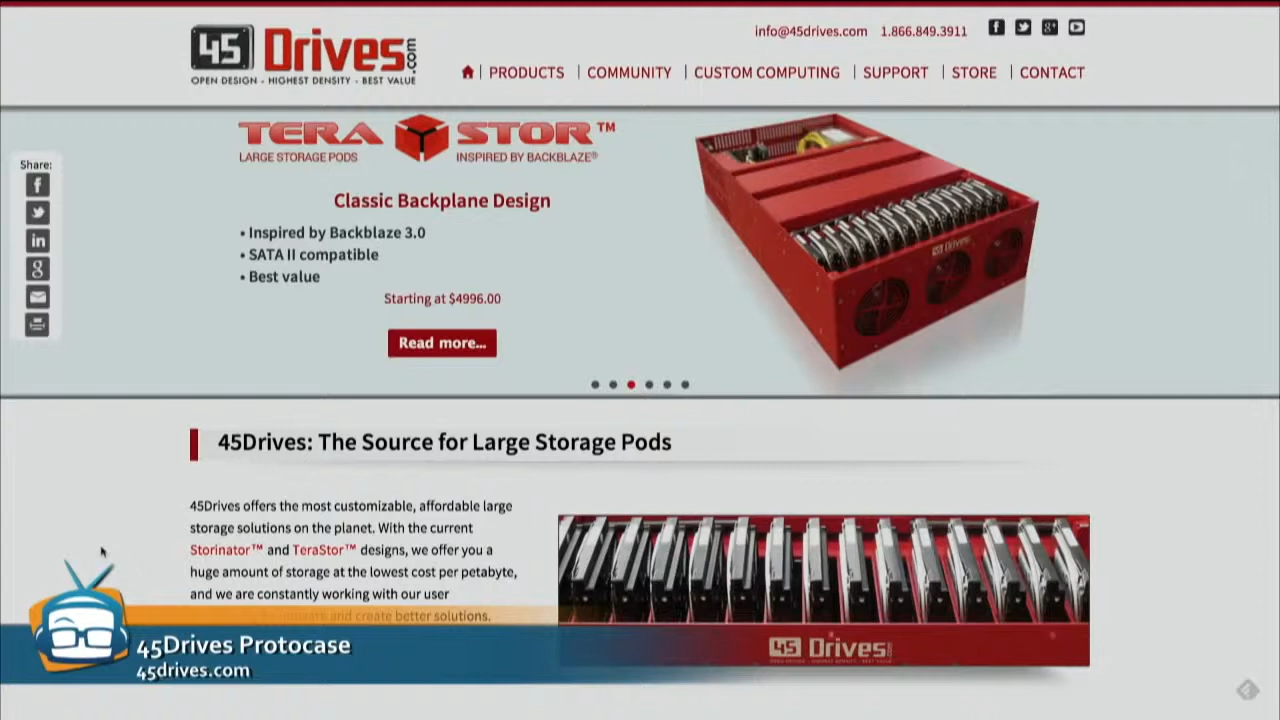 45 Drives.com
OPEN DESIGN - HIGHEST DENSITY - BEST VALUE
info@45drives.com 1.866.849.3911
PRODUCTS | COMMUNITY | CUSTOM COMPUTING | SUPPORT | STORE | CONTACT
TERA STOR™
LARGE STORAGE PODS INSPIRED BY BACKBLAZE®
Share:
Classic Backplane Design
• Inspired by Backblaze 3.0
• SATA II compatible
• Best value
Starting at $4996.00
Read more...
45 Drives
45Drives: The Source for Large Storage Pods
45Drives offers the most customizable, affordable large
storage solutions on the planet. With the current
Storinator™ and TeraStor™ designs, we offer you a
huge amount of storage at the lowest cost per petabyte,
and we are constantly working with our user
and create better solutions.
45 Drives.com
45Drives Protocase
45drives.com